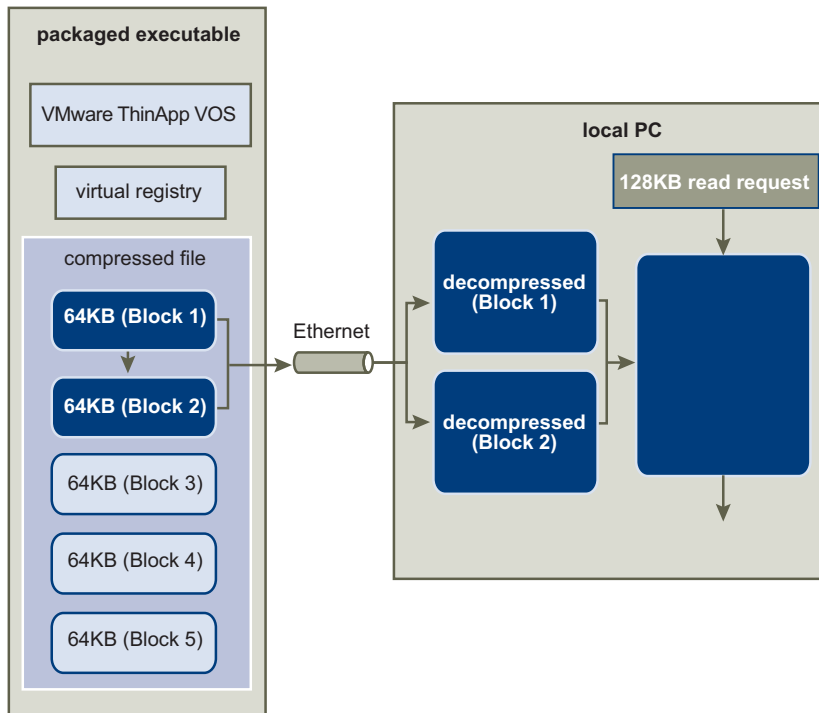 packaged executable
VMware ThinApp VOS
virtual registry
compressed file
64KB (Block 1)
64KB (Block 2)
64KB (Block 3)
64KB (Block 4)
64KB (Block 5)
Ethernet
local PC
128KB read request
decompressed
(Block 1)
decompressed
(Block 2)